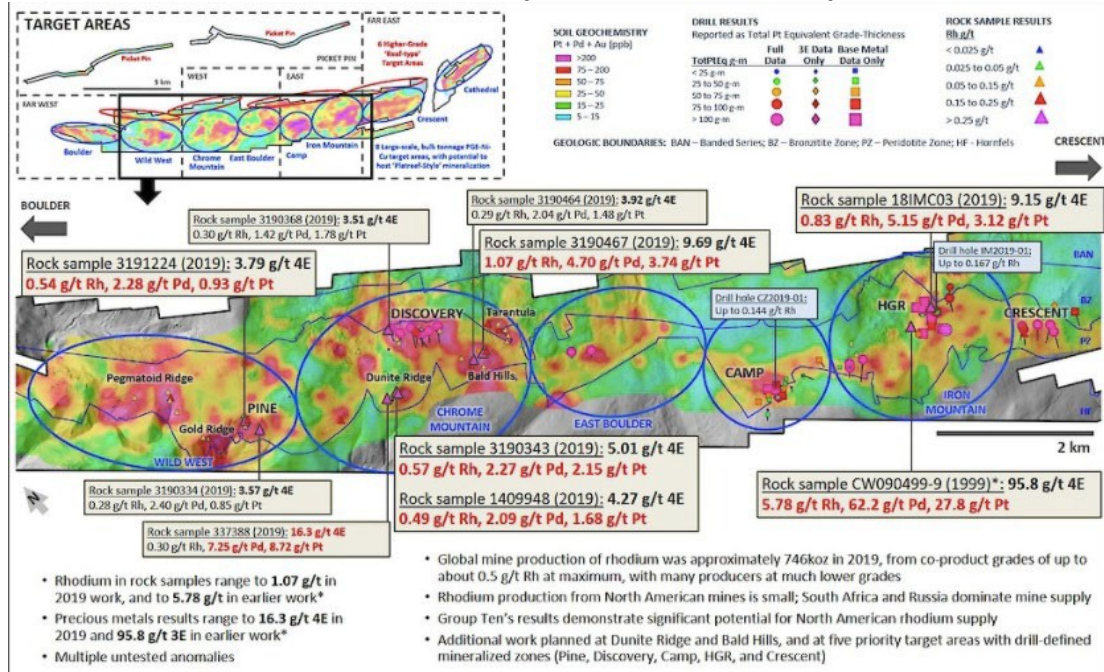 TARGET AREAS
Picket Pin
Picket Pin
FAR EAST
6 Higher-Grade
'Reef-type'
Target Areas
PICKET PIN
5 km
WEST
EAST
FAR WEST
Cathedral
Crescent
Boulder
Wild West
Chrome
Mountain
East Boulder
Camp
Iron Mountain
8 Large-scale, bulk tonnage PGE-Ni-
Cu target areas, with potential to
host 'Platreef-Style' mineralization
SOIL GEOCHEMISTRY
Pt + Pd + Au (ppb)
>200
75 – 200
50 – 75
25 – 50
15 – 25
5 – 15
DRILL RESULTS
Reported as Total Pt Equivalent Grade-Thickness
TotPtEq g-m
Full
Data
3E Data
Only
Base Metal
Data Only
< 25 g-m
25 to 50 g-m
50 to 75 g-m
75 to 100 g-m
> 100 g-m
ROCK SAMPLE RESULTS
Rh g/t
< 0.025 g/t
0.025 to 0.05 g/t
0.05 to 0.15 g/t
0.15 to 0.25 g/t
> 0.25 g/t
GEOLOGIC BOUNDARIES: BAN – Banded Series; BZ – Bronzitite Zone; PZ – Peridotite Zone; HF - Hornfels
CRESCENT
BOULDER
Rock sample 3190368 (2019): 3.51 g/t 4E
0.30 g/t Rh, 1.42 g/t Pd, 1.78 g/t Pt
Rock sample 3190464 (2019): 3.92 g/t 4E
0.29 g/t Rh, 2.04 g/t Pd, 1.48 g/t Pt
Rock sample 18IMC03 (2019): 9.15 g/t 4E
0.83 g/t Rh, 5.15 g/t Pd, 3.12 g/t Pt
Rock sample 3191224 (2019): 3.79 g/t 4E
0.54 g/t Rh, 2.28 g/t Pd, 0.93 g/t Pt
Rock sample 3190467 (2019): 9.69 g/t 4E
1.07 g/t Rh, 4.70 g/t Pd, 3.74 g/t Pt
Drill hole IM2019-01:
Up to 0.167 g/t Rh
Drill hole CZ2019-01:
Up to 0.144 g/t Rh
BAN
BZ
PZ
HF
DISCOVERY
Tarantula
HGR
CRESCENT
Pegmatoid Ridge
Dunite Ridge
Bald Hills
CAMP
PINE
Gold Ridge
CHROME
MOUNTAIN
EAST BOULDER
IRON
MOUNTAIN
WILD WEST
2 km
N
Rock sample 3190343 (2019): 5.01 g/t 4E
0.57 g/t Rh, 2.27 g/t Pd, 2.15 g/t Pt
Rock sample 1409948 (2019): 4.27 g/t 4E
0.49 g/t Rh, 2.09 g/t Pd, 1.68 g/t Pt
Rock sample 3190334 (2019): 3.57 g/t 4E
0.28 g/t Rh, 2.40 g/t Pd, 0.85 g/t Pt
Rock sample CW090499-9 (1999)*: 95.8 g/t 4E
5.78 g/t Rh, 62.2 g/t Pd, 27.8 g/t Pt
Rock sample 337388 (2019): 16.3 g/t 4E
0.30 g/t Rh, 7.25 g/t Pd, 8.72 g/t Pt
• Rhodium in rock samples range to 1.07 g/t in
2019 work, and to 5.78 g/t in earlier work*
• Precious metals results range to 16.3 g/t 4E in
2019 and 95.8 g/t 3E in earlier work*
• Multiple untested anomalies
• Global mine production of rhodium was approximately 746koz in 2019, from co-product grades of up to
about 0.5 g/t Rh at maximum, with many producers at much lower grades
• Rhodium production from North American mines is small; South Africa and Russia dominate mine supply
• Group Ten's results demonstrate significant potential for North American rhodium supply
• Additional work planned at Dunite Ridge and Bald Hills, and at five priority target areas with drill-defined
mineralized zones (Pine, Discovery, Camp, HGR, and Crescent)